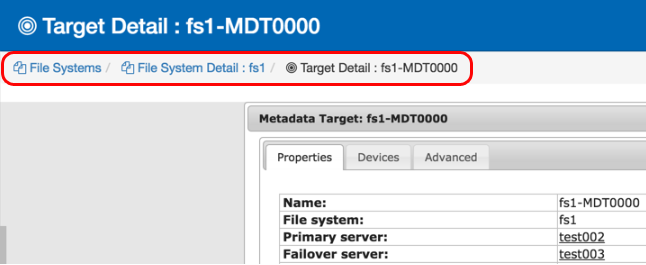 Target Detail : fs1-MDT0000
File Systems / File System Detail : fs1 / Target Detail : fs1-MDT0000
Metadata Target: fs1-MDT0000
Properties Devices Advanced
Name: fs1-MDT0000
File system: fs1
Primary server: test002
Failover server: test003